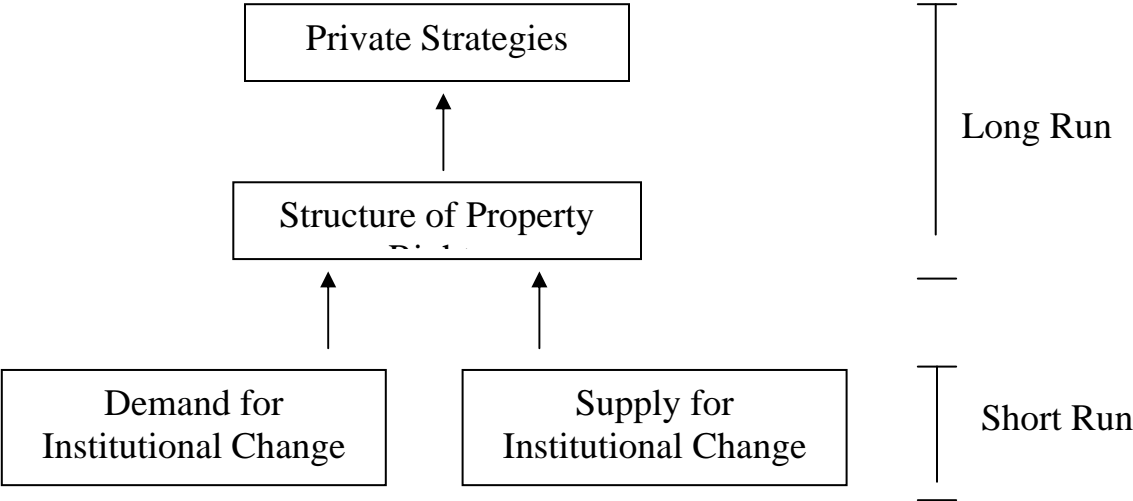 Private Strategies
Long Run
Structure of Property
Demand for
Institutional Change
Supply for
Institutional Change
Short Run